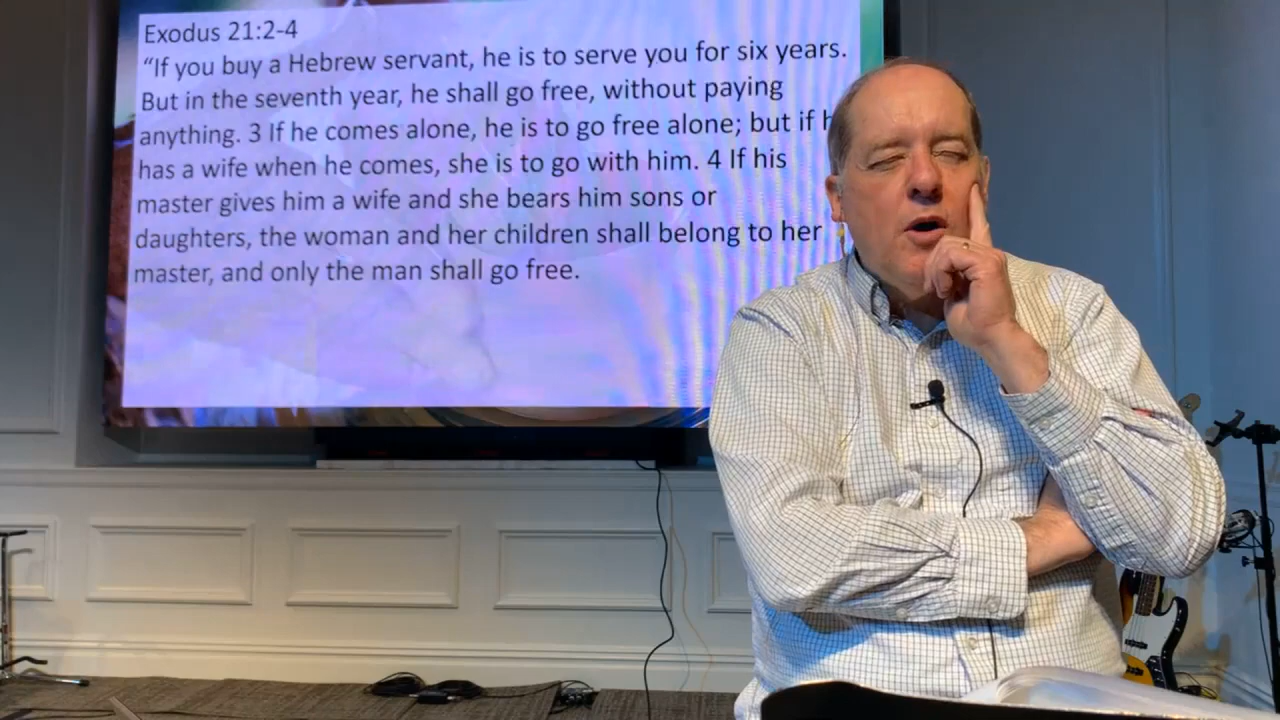 Exodus 21:2-4
“If you buy a Hebrew servant, he is to serve you for six years.
But in the seventh year, he shall go free, without paying
anything. 3 If he comes alone, he is to go free alone; but if
has a wife when he comes, she is to go with him. 4 If his
master gives him a wife and she bears him sons or
daughters, the woman and her children shall belong to her
master, and only the man shall go free.